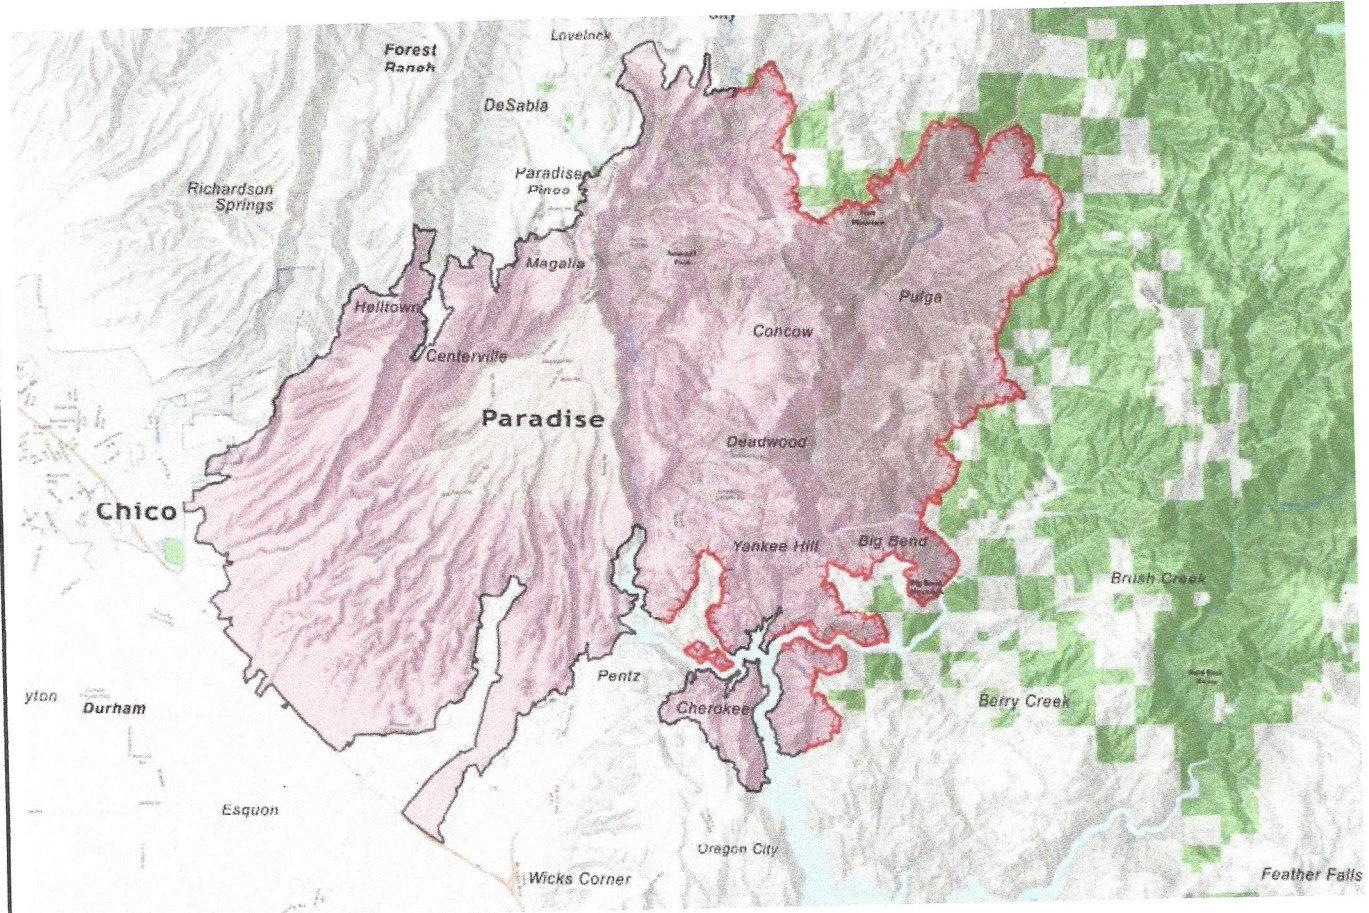 Lovelock
Forest
Ranch
DeSabla
Paradise
Pines
Richardson
Springs
Magalia
Helltown
Pulga
Concow
Centerville
Paradise
Deadwood
Chico
Yankee Hill
Big Bend
Brush Creek
Pentz
yton
Durham
Cherokee
Berry Creek
Esquon
Oregon City
Wicks Corner
Feather Falls